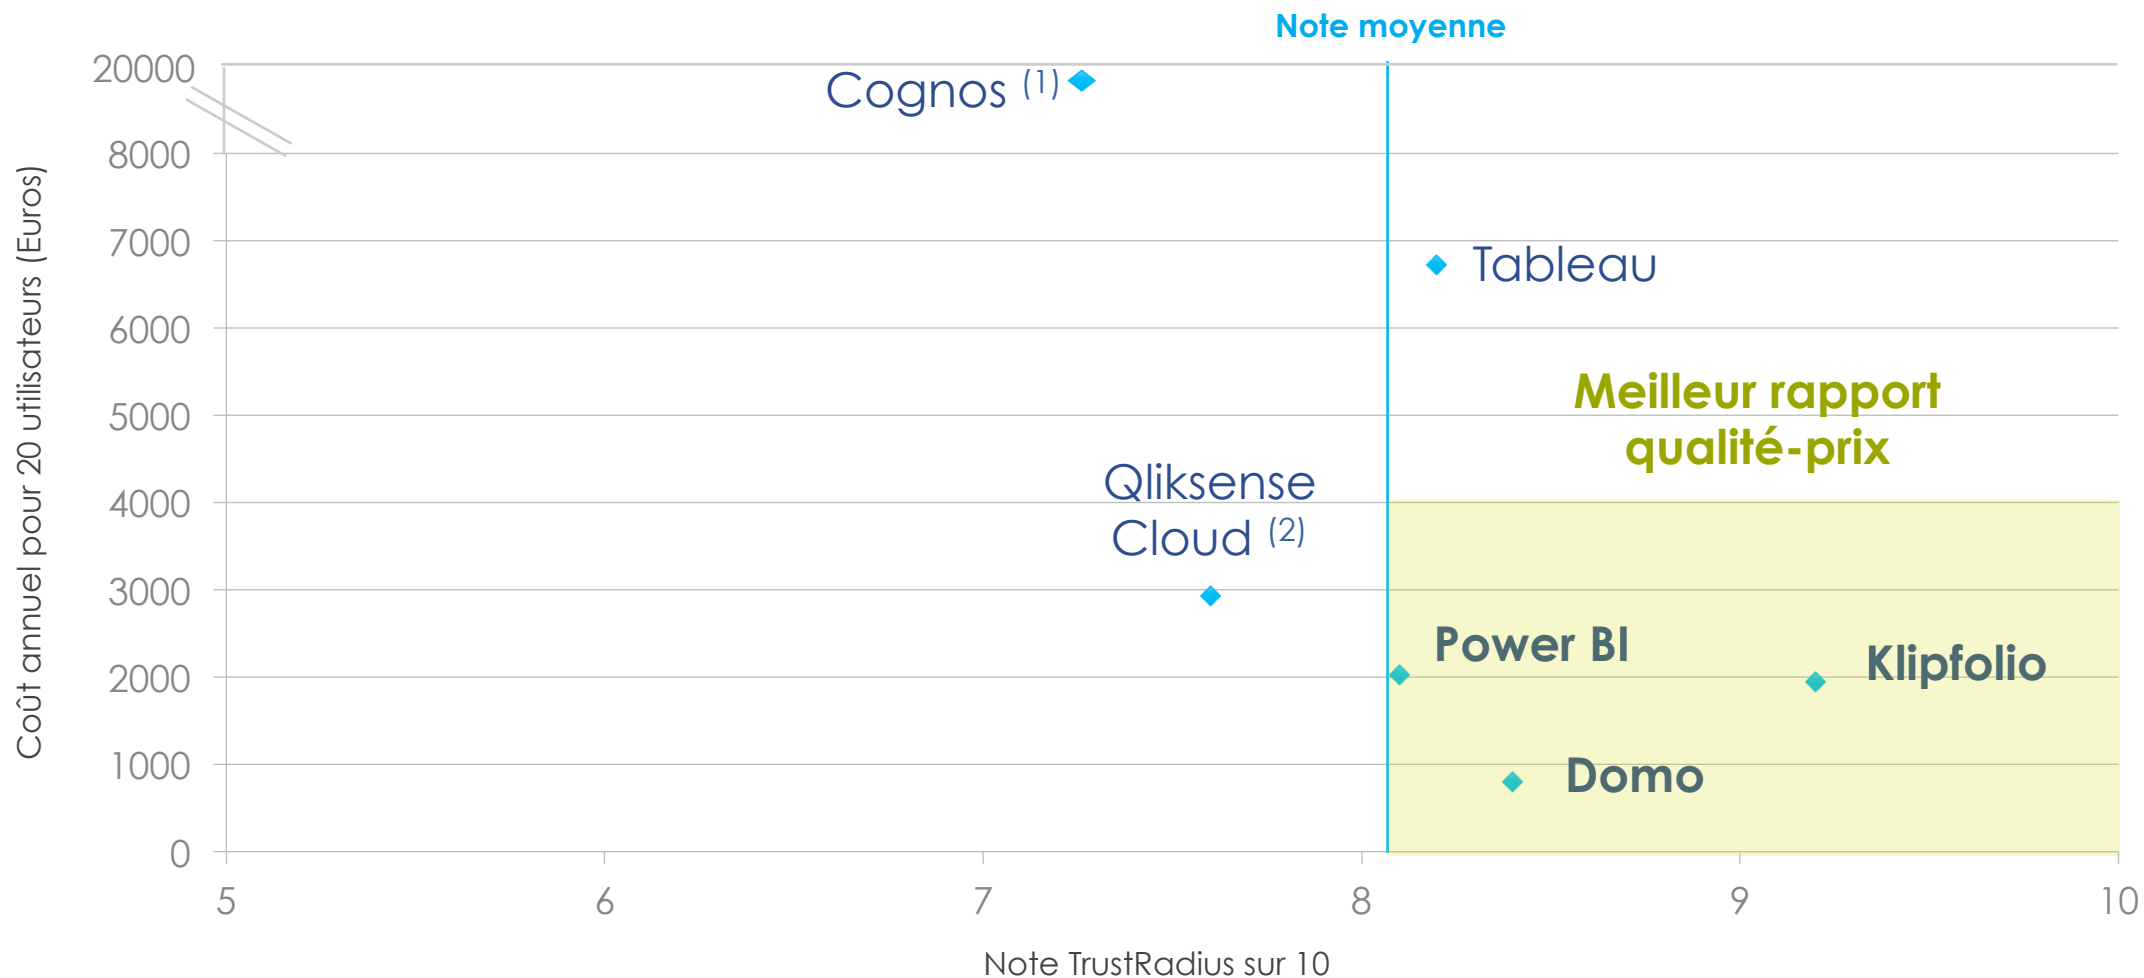 Note moyenne
20000
Cognos (1)
8000
7000
Tableau
6000
Meilleur rapport
5000
qualité-prix
Qliksense
4000
Cloud (2)
3000
Power BI
Klipfolio
2000
1000
Domo
0
5 6 7 8 9 10
Coût annuel pour 20 utilisateurs (Euros)
Note TrustRadius sur 10